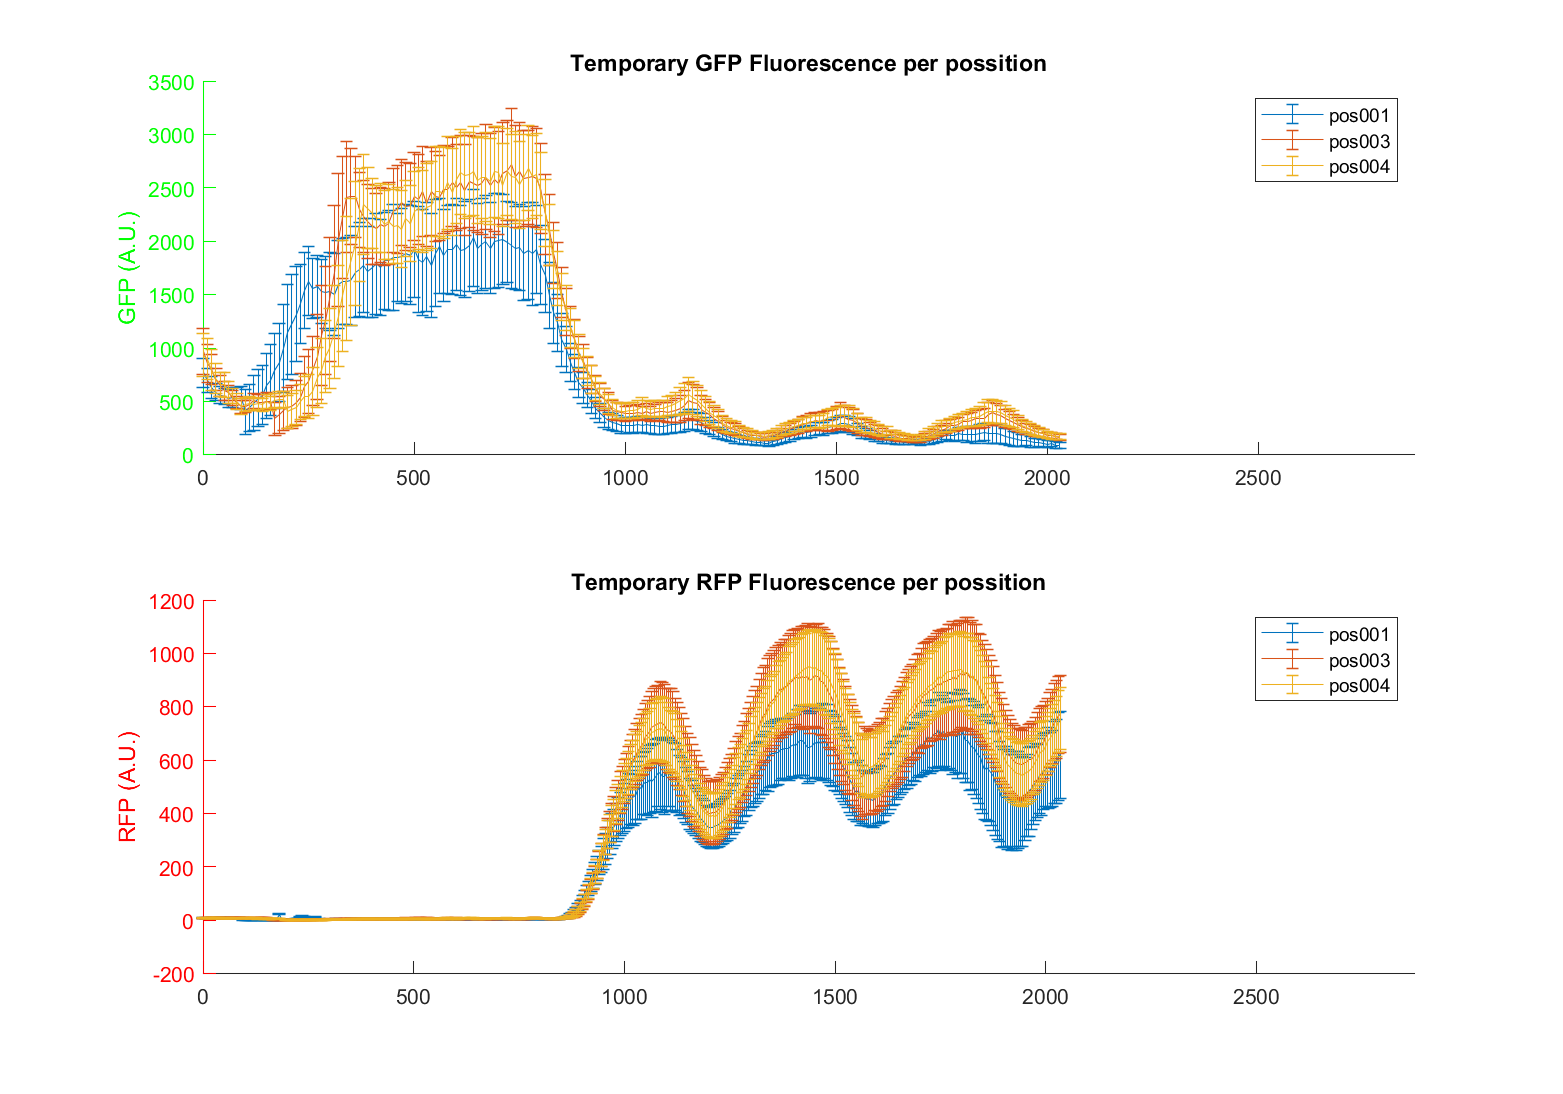 Temporary GFP Fluorescence per possition
3500
3000
2500
2000
1500
1000
500
0
GFP (A.U.)
0 500 1000 1500 2000 2500
pos001
pos003
pos004
Temporary RFP Fluorescence per possition
1200
1000
800
600
400
200
0
-200
RFP (A.U.)
0 500 1000 1500 2000 2500
pos001
pos003
pos004